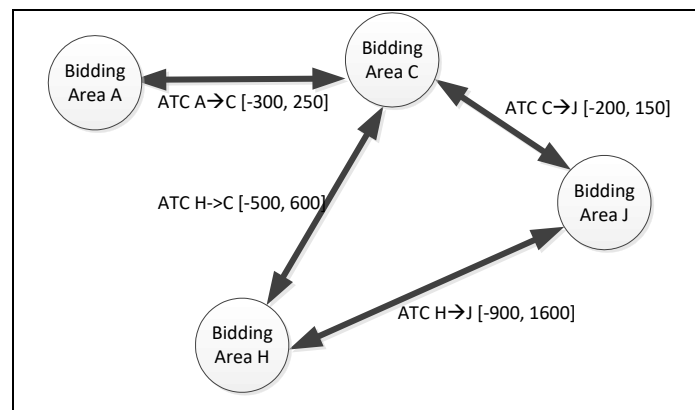 Bidding
Area A
Bidding
Area C
ATC A→C [-300, 250]
ATC C→J [-200, 150]
ATC H->C [-500, 600]
Bidding
Area J
ATC H→J [-900, 1600]
Bidding
Area H